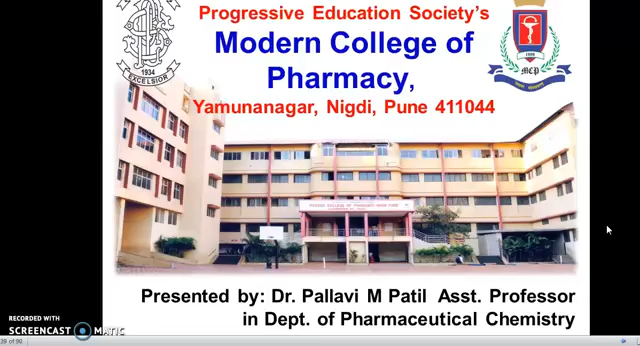 Progressive Education Society's
Modern College of
Pharmacy,
Yamunanagar, Nigdi, Pune 411044
1934
EXCELSIOR
MCP
Presented by: Dr. Pallavi M Patil Asst. Professor
in Dept. of Pharmaceutical Chemistry
RECORDED WITH
SCREENCAST MATIC
39 of 90